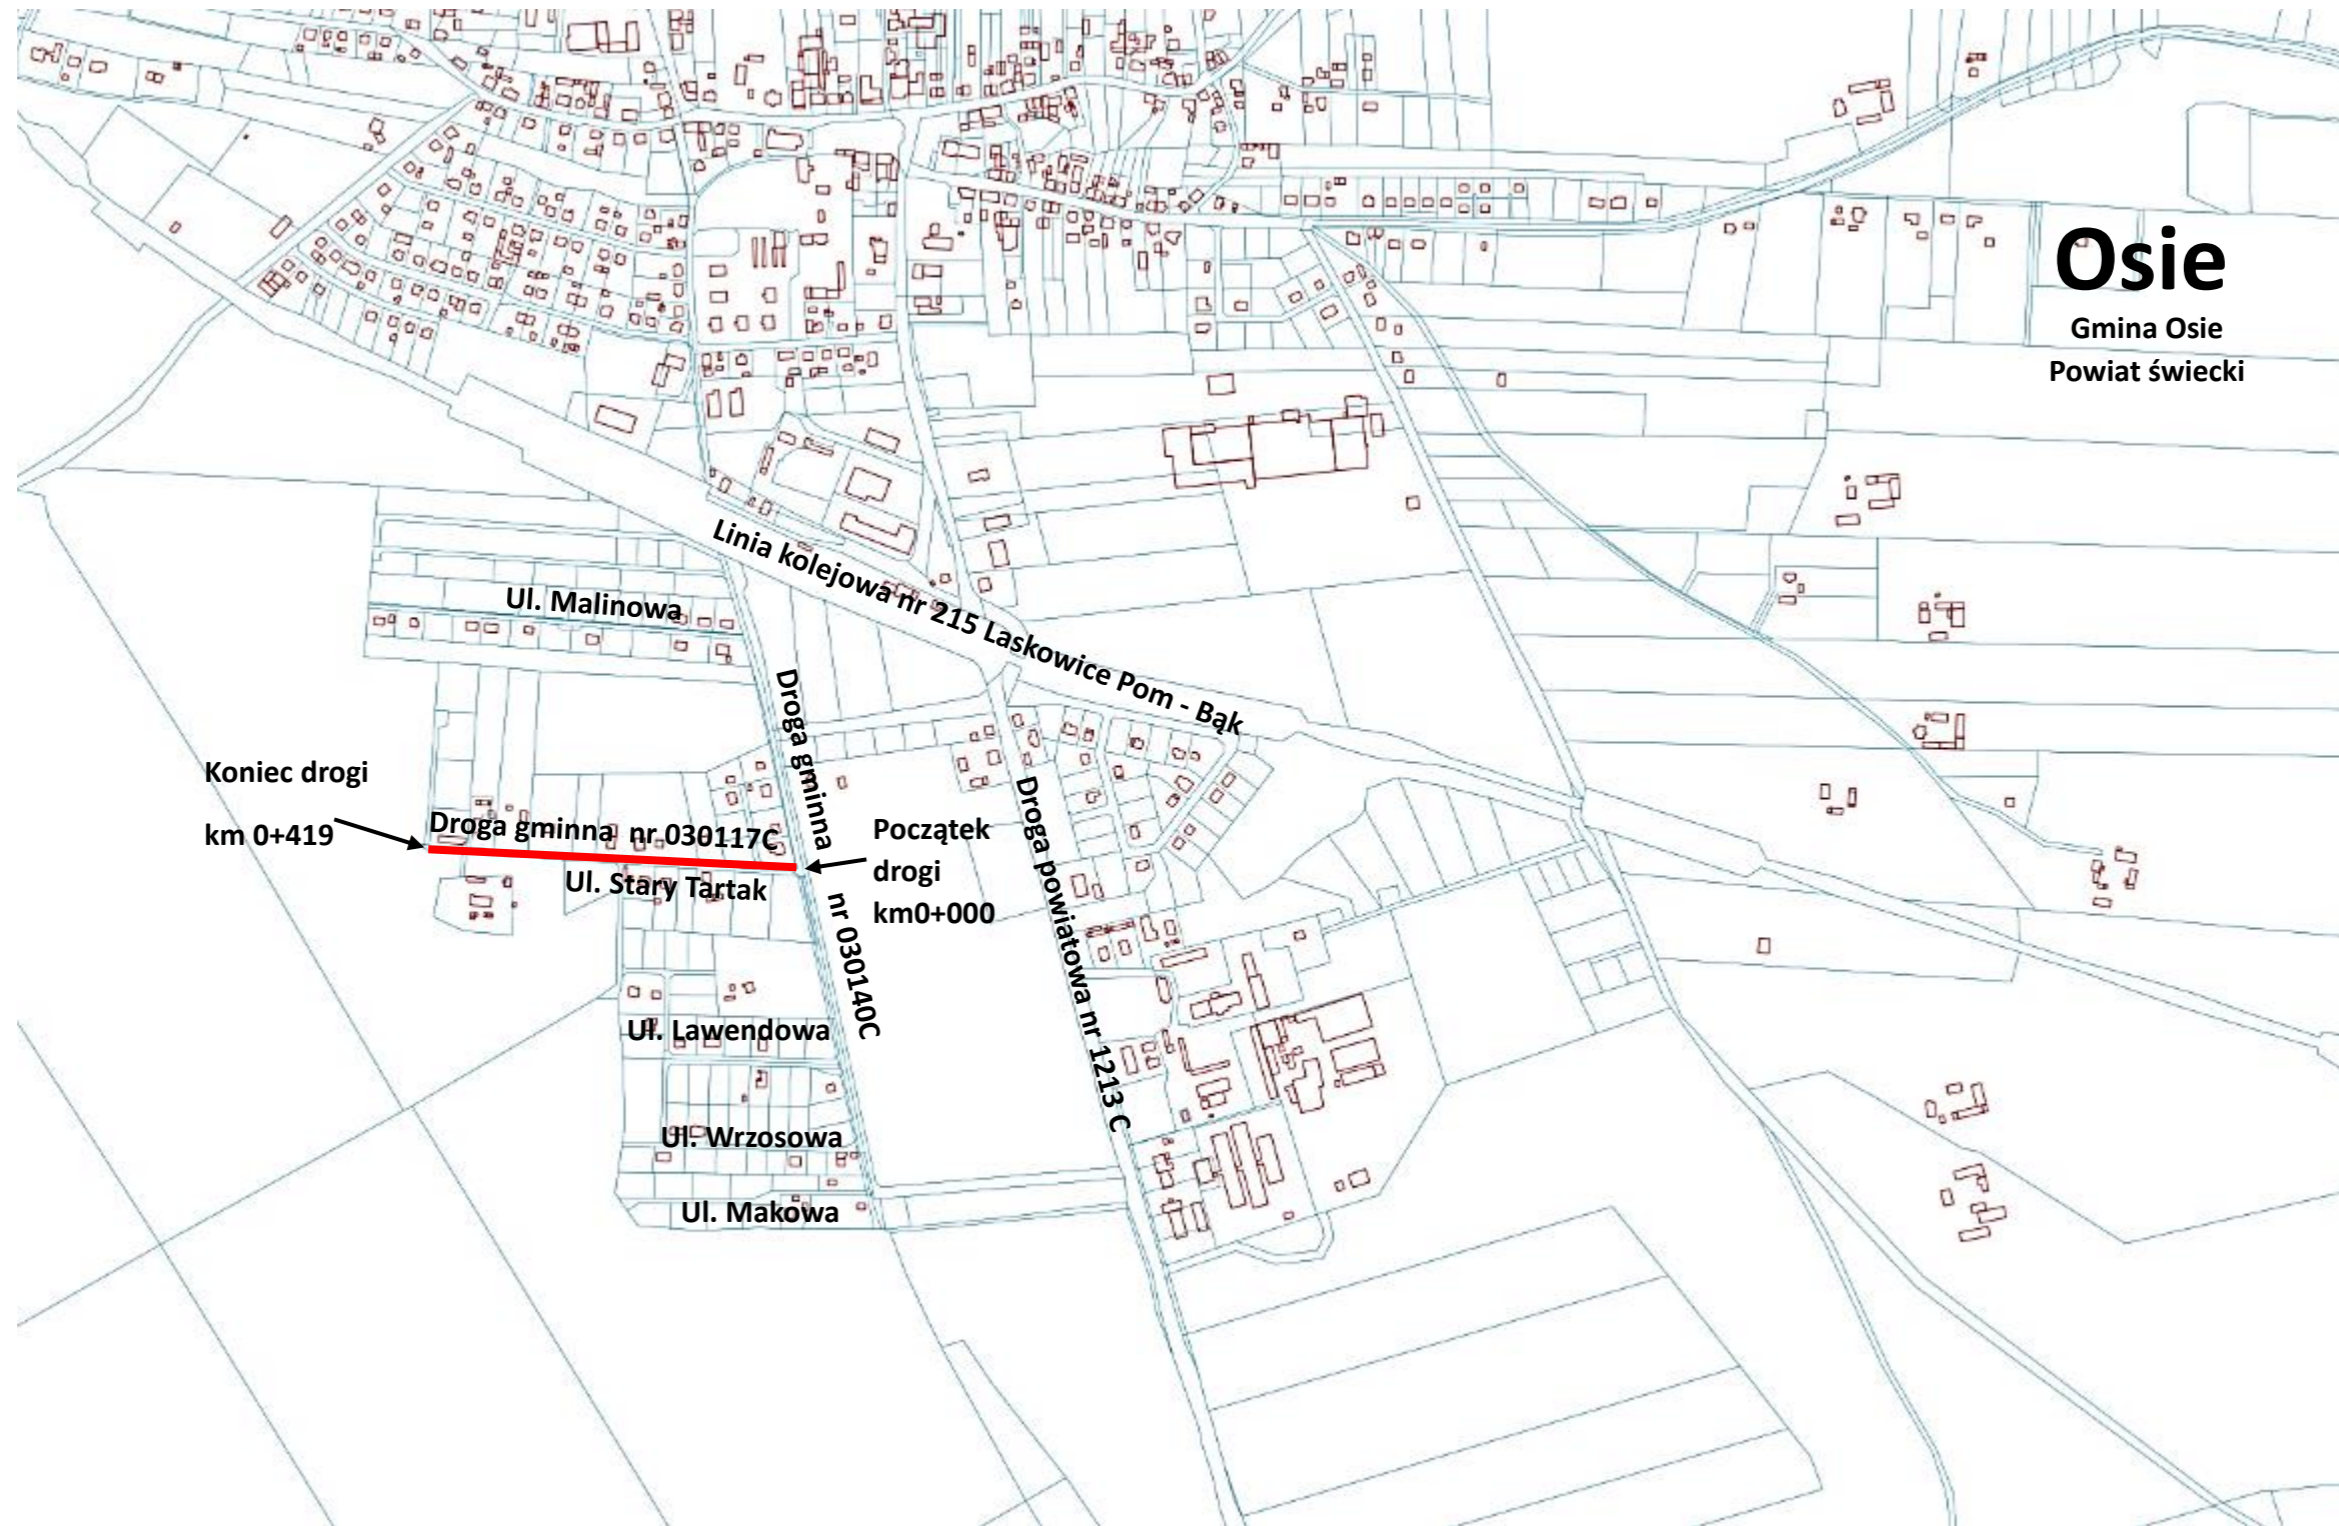 Osie
Gmina Osie
Powiat świecki
Linia kolejowa nr 215 Laskowice Pom - Bąk
Ul. Malinowa
Droga gminna nr 030140C
Koniec drogi
km 0+419
Droga gminna nr 030117C
Początek
drogi
km0+000
Ul. Stary Tartak
Droga powiatowa nr 1213 C
Ul. Lawendowa
Ul. Wrzosowa
Ul. Makowa